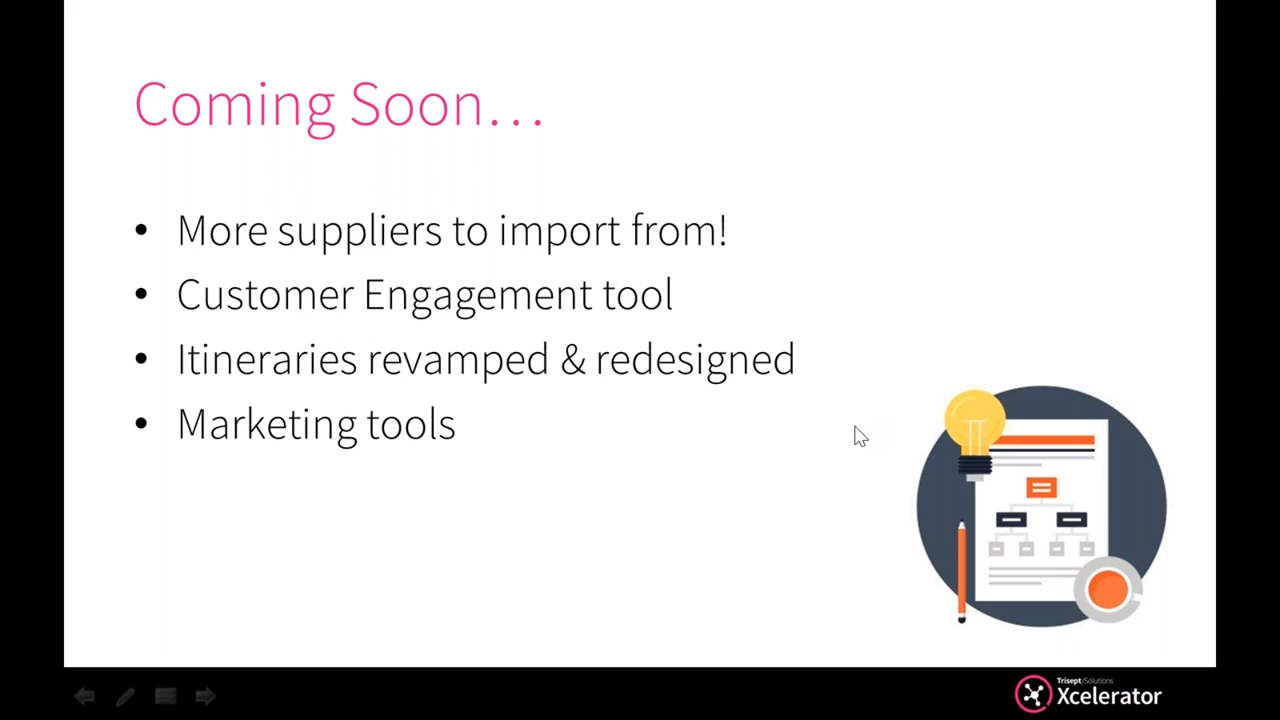 Coming Soon...
• More suppliers to import from!
• Customer Engagement tool
• Itineraries revamped & redesigned
• Marketing tools
Trisept/Solutions
Xcelerator